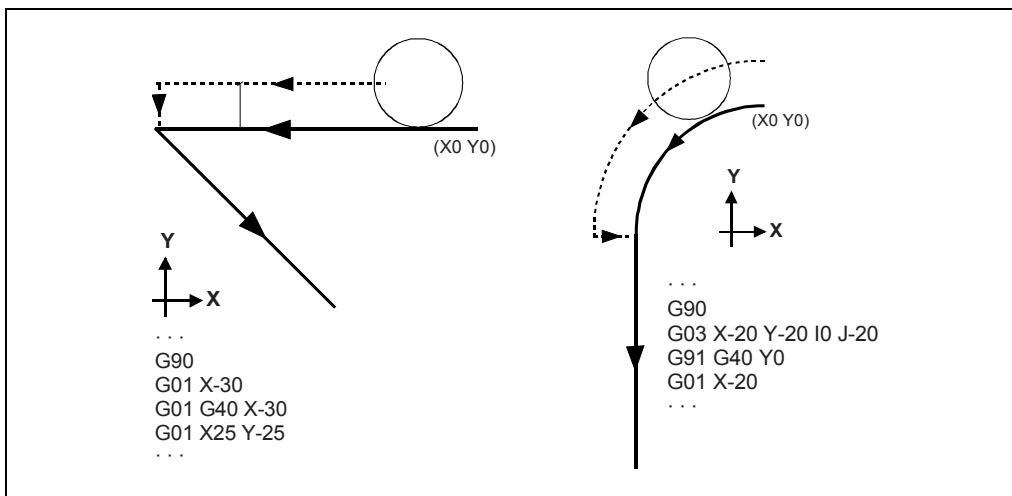 (X0 Y0)
Y
X
. . .
G90
G01 X-30
G01 G40 X-30
G01 X25 Y-25
. . .
(X0 Y0)
Y
X
. . .
G90
G03 X-20 Y-20 I0 J-20
G91 G40 Y0
G01 X-20
. . .